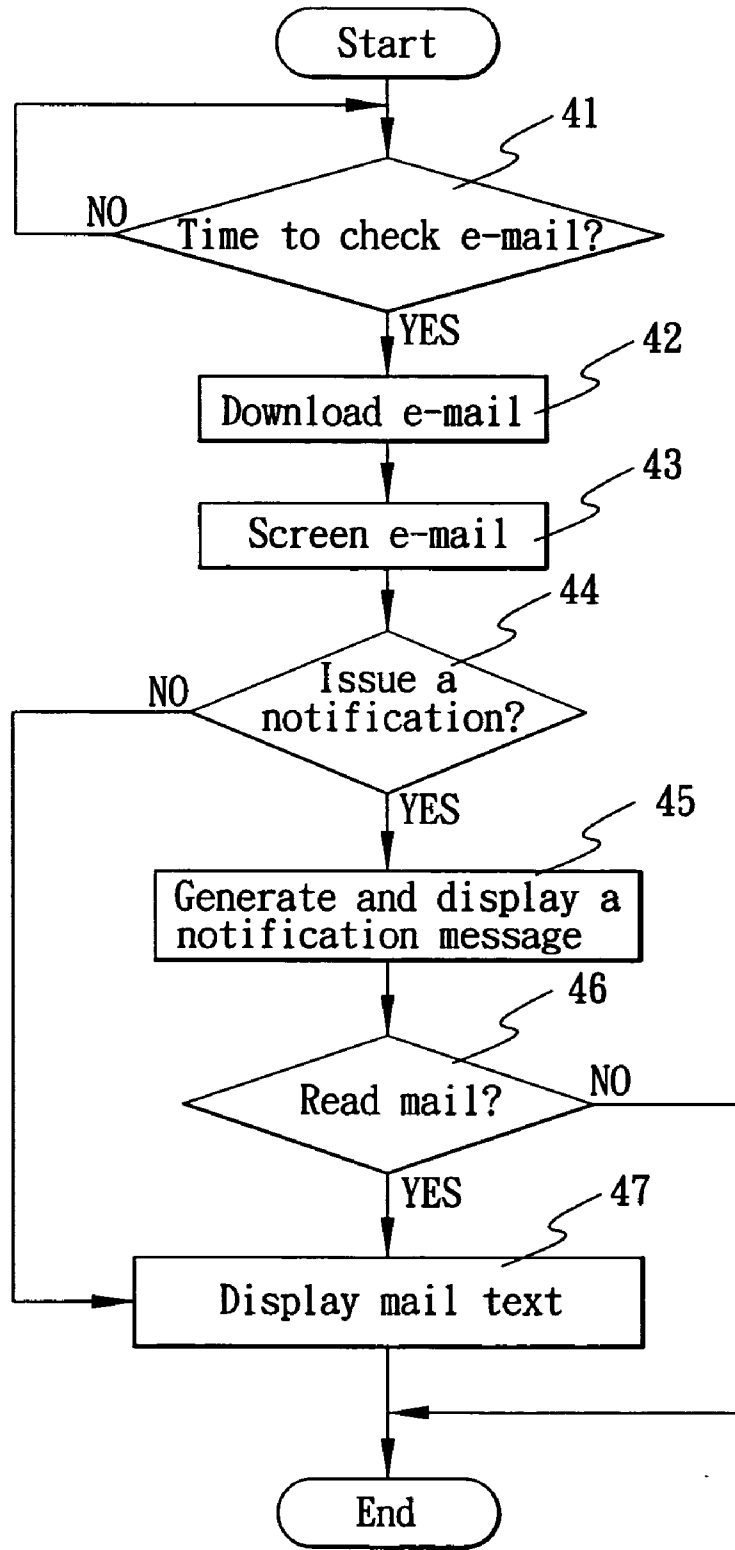 Start
41
NO
Time to check e-mail?
YES
42
Download e-mail
43
Screen e-mail
44
NO
Issue a
notification?
YES
45
Generate and display a
notification message
46
Read mail?
NO
YES
47
Display mail text
End